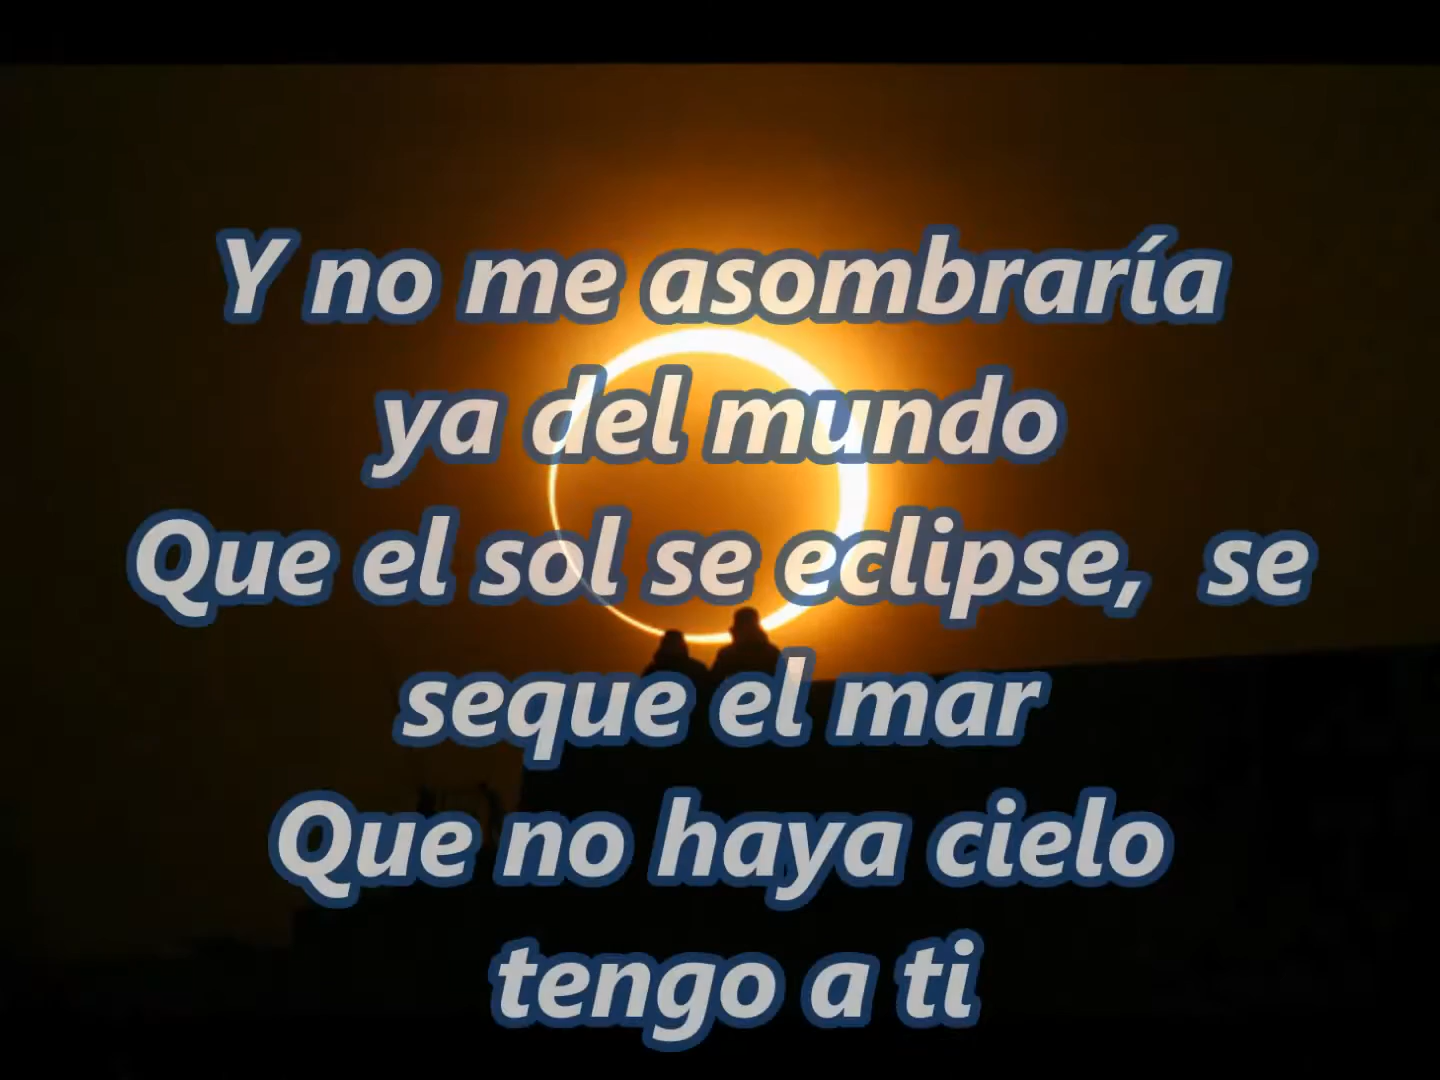 Y no me asombraría
ya del mundo
Que el sol se eclipse,  se
seque el mar
Que no haya cielo
tengo a ti